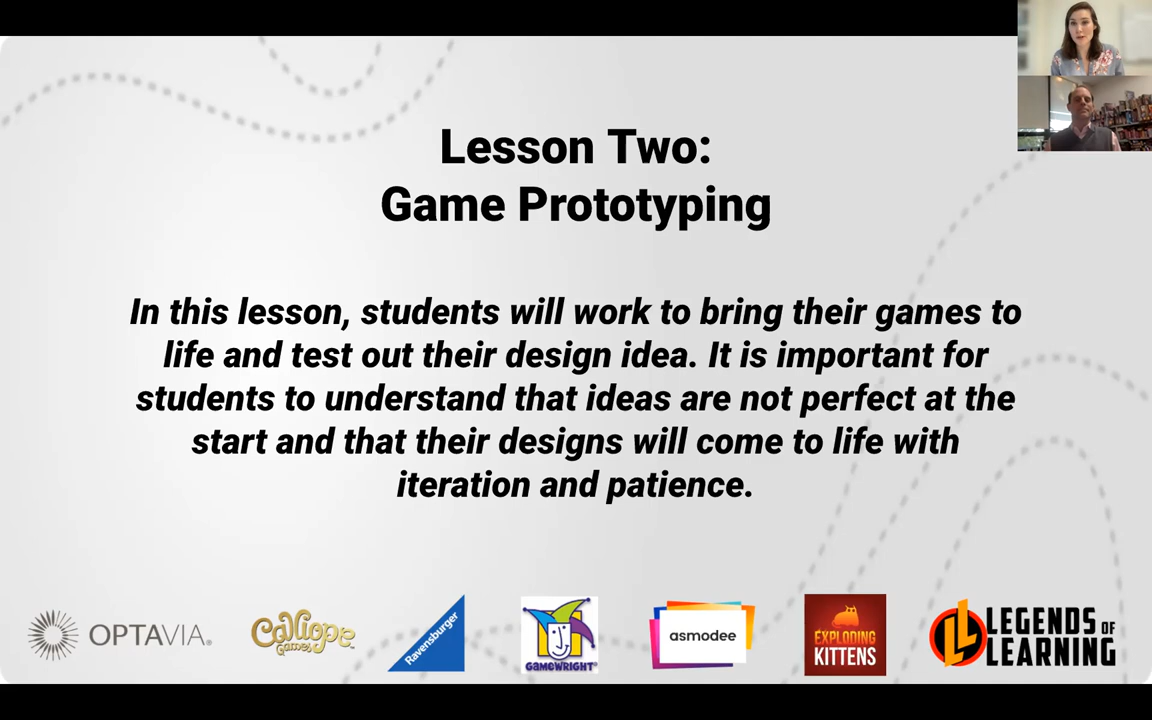 Lesson Two:
Game Prototyping
In this lesson, students will work to bring their games to
life and test out their design idea. It is important for
students to understand that ideas are not perfect at the
start and that their designs will come to life with
iteration and patience.
OPTAVIA
Calliope
Games
Ravensburger
GAMEWRIGHT
asmodee
EXPLODING
KITTENS
LEGENDS OF
LEARNING